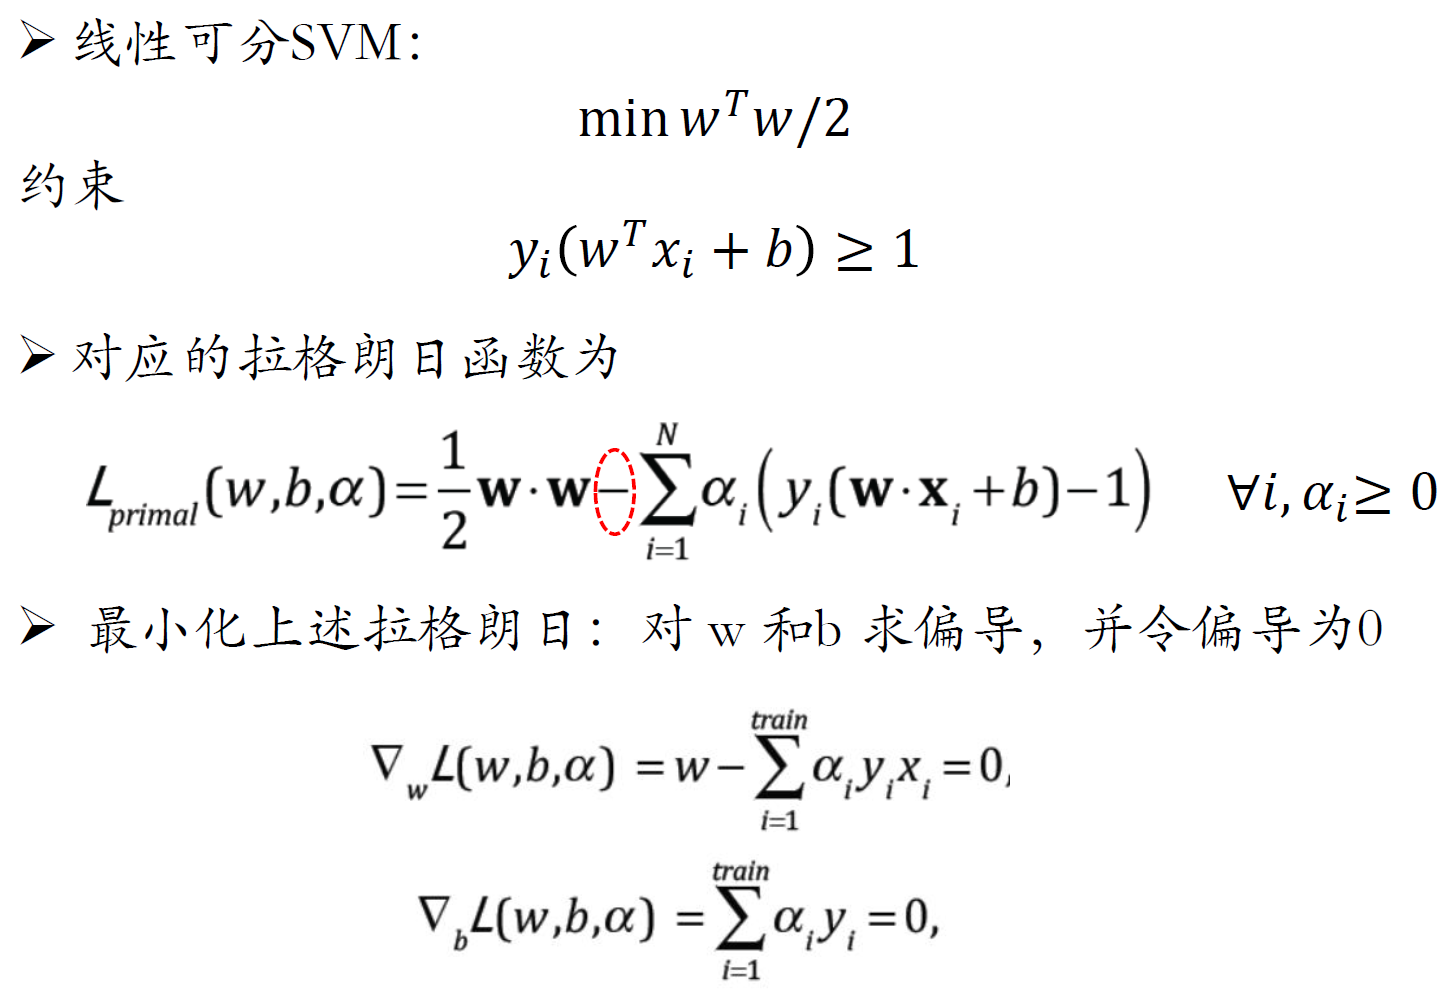 ➢ 线性可分SVM：
min w^T w/2
约束
y_i(w^T x_i + b) ≥ 1
➢ 对应的拉格朗日函数为
L_primal(w,b,α)=1/2 w·w−∑_{i=1}^{N} α_i(y_i(w·x_i+b)−1) ∀i, α_i≥ 0
➢ 最小化上述拉格朗日：对 w 和b 求偏导，并令偏导为0
∇_w L(w,b,α) =w−∑_{i=1}^{train} α_i y_i x_i =0,
∇_b L(w,b,α) =∑_{i=1}^{train} α_i y_i =0,